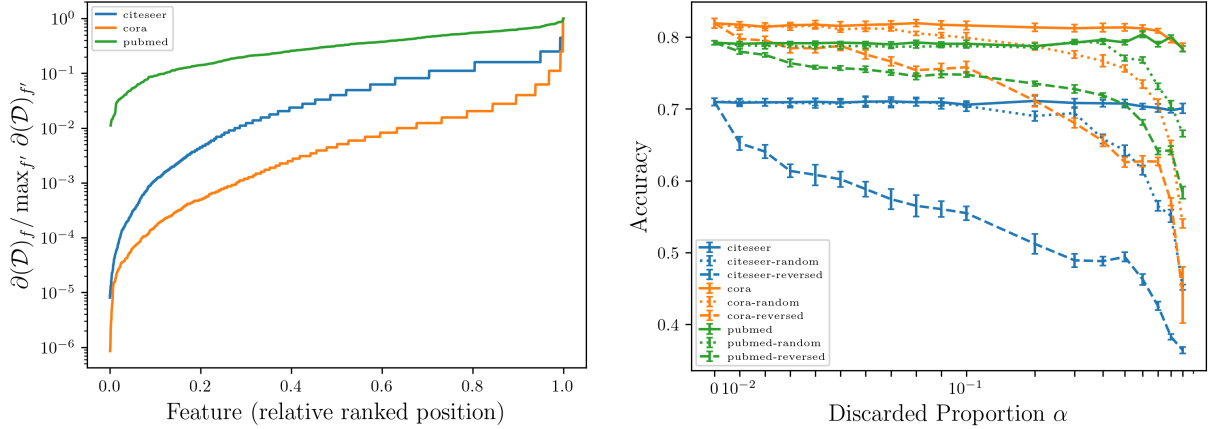 citeseer
cora
pubmed
10⁰
10⁻¹
10⁻²
10⁻³
10⁻⁴
10⁻⁵
10⁻⁶
∂(𝒟)_f / max_f′ ∂(𝒟)_f′
0.0 0.2 0.4 0.6 0.8 1.0
Feature (relative ranked position)
0.8
0.7
0.6
0.5
0.4
Accuracy
citeseer
citeseer-random
citeseer-reversed
cora
cora-random
cora-reversed
pubmed
pubmed-random
pubmed-reversed
0 10⁻² 10⁻¹
Discarded Proportion α